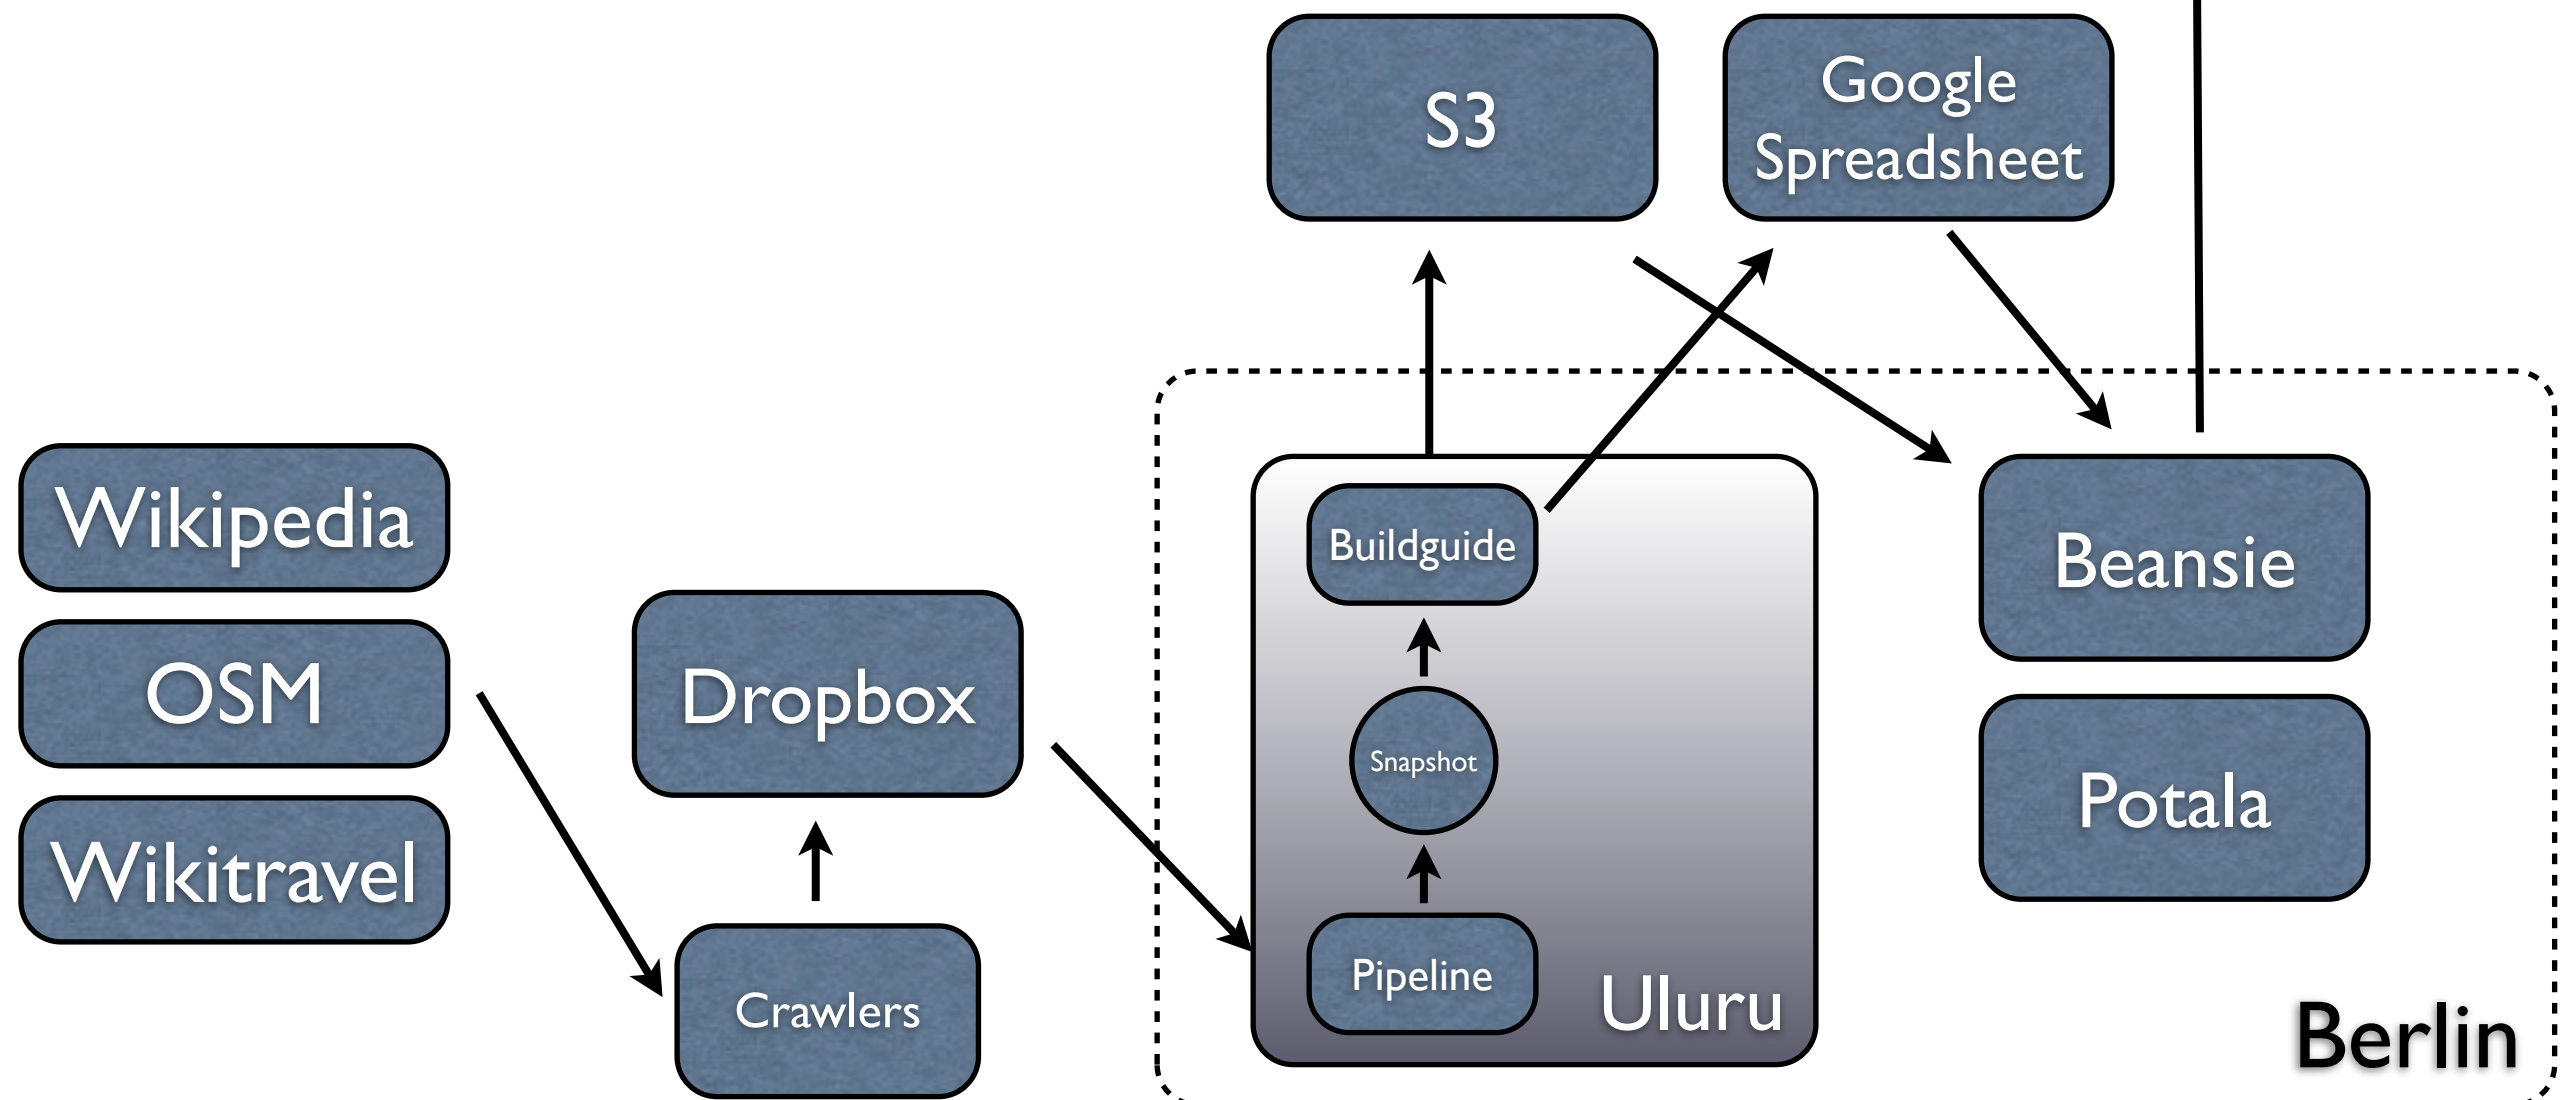 S3
Google
Spreadsheet
Wikipedia
OSM
Wikitravel
Dropbox
Crawlers
Buildguide
Snapshot
Pipeline
Uluru
Beansie
Potala
Berlin